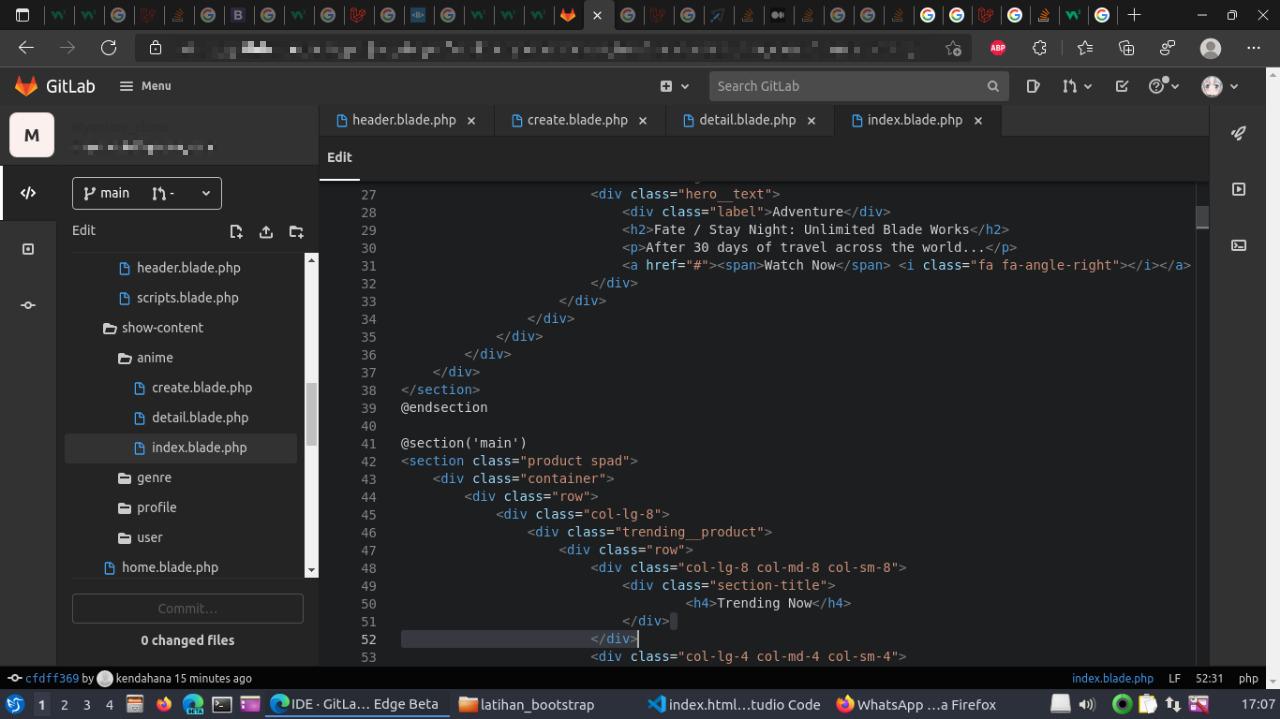 ABP
GitLab
Menu
Search GitLab
M
header.blade.php
create.blade.php
detail.blade.php
index.blade.php
Edit
main
-
Edit
header.blade.php
scripts.blade.php
show-content
anime
create.blade.php
detail.blade.php
index.blade.php
genre
profile
user
home.blade.php
Commit…
0 changed files
27 <div class="hero__text">
28 <div class="label">Adventure</div>
29 <h2>Fate / Stay Night: Unlimited Blade Works</h2>
30 <p>After 30 days of travel across the world...</p>
31 <a href="#"><span>Watch Now</span> <i class="fa fa-angle-right"></i></a>
32 </div>
33 </div>
34 </div>
35 </div>
36 </div>
37 </div>
38 </section>
39 @endsection
40
41 @section('main')
42 <section class="product spad">
43 <div class="container">
44 <div class="row">
45 <div class="col-lg-8">
46 <div class="trending__product">
47 <div class="row">
48 <div class="col-lg-8 col-md-8 col-sm-8">
49 <div class="section-title">
50 <h4>Trending Now</h4>
51 </div>
52 </div>
53 <div class="col-lg-4 col-md-4 col-sm-4">
cfdff369 by kendahana 15 minutes ago
index.blade.php LF 52:31 php
1 2 3 4
BETA
IDE · GitLa… Edge Beta
latihan_bootstrap
index.html…tudio Code
WhatsApp …a Firefox
17:07